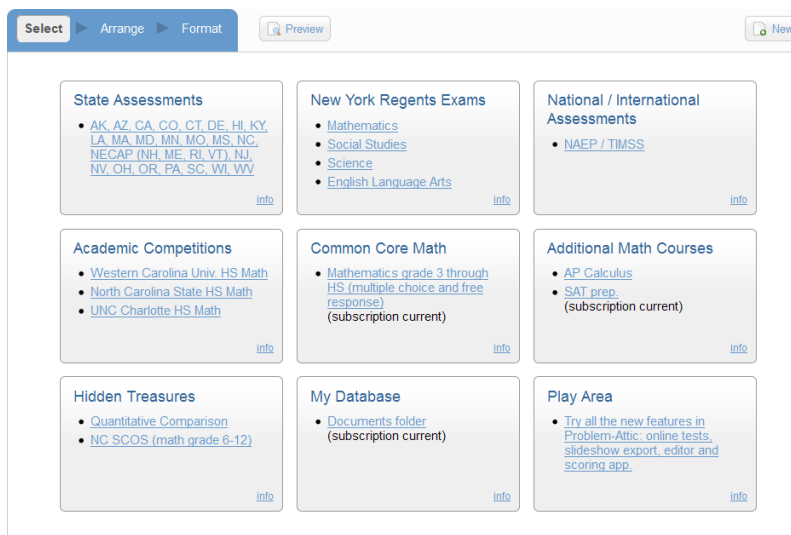 Select
Arrange
Format
Preview
New
State Assessments
AK, AZ, CA, CO, CT, DE, HI, KY,
LA, MA, MD, MN, MO, MS, NC,
NECAP (NH, ME, RI, VT), NJ,
NV, OH, OR, PA, SC, WI, WV
info
New York Regents Exams
Mathematics
Social Studies
Science
English Language Arts
info
National / International
Assessments
NAEP / TIMSS
info
Academic Competitions
Western Carolina Univ. HS Math
North Carolina State HS Math
UNC Charlotte HS Math
info
Common Core Math
Mathematics grade 3 through
HS (multiple choice and free
response)
(subscription current)
info
Additional Math Courses
AP Calculus
SAT prep.
(subscription current)
info
Hidden Treasures
Quantitative Comparison
NC SCOS (math grade 6-12)
info
My Database
Documents folder
(subscription current)
info
Play Area
Try all the new features in
Problem-Attic: online tests,
slideshow export, editor and
scoring app.
info